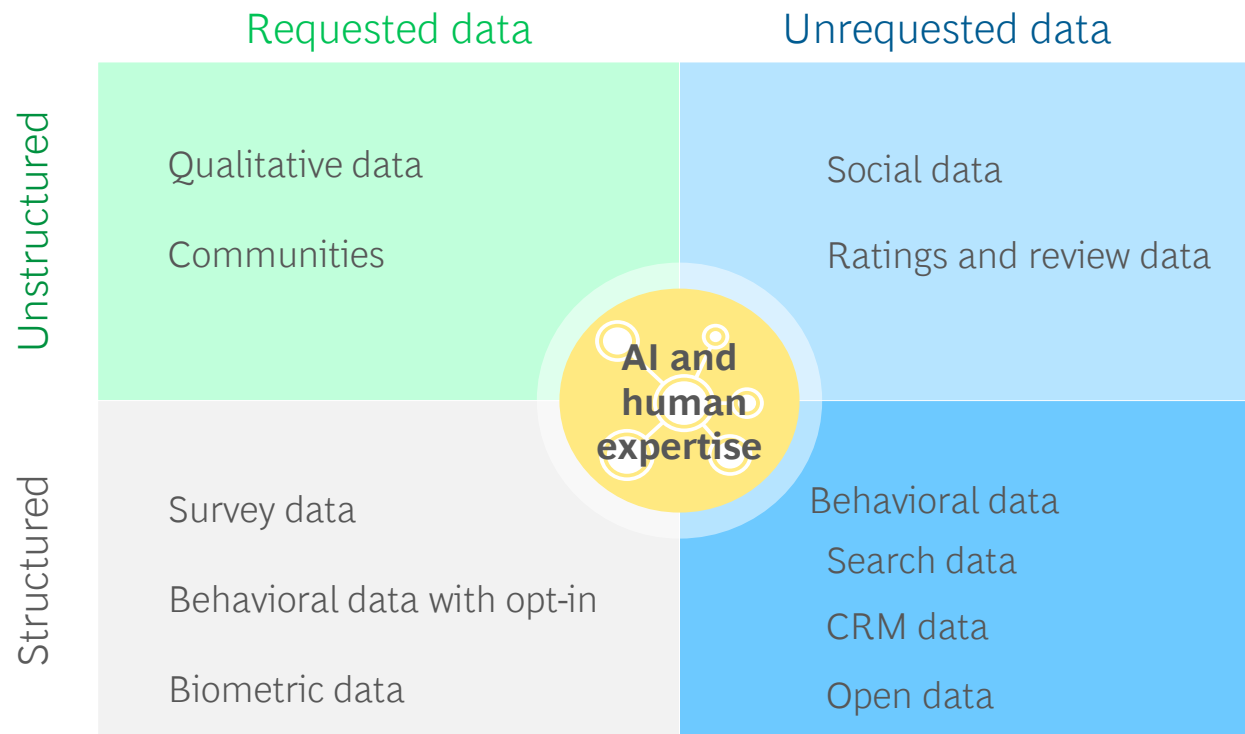 Requested data
Unrequested data
Unstructured
Qualitative data
Communities
Social data
Ratings and review data
AI and
human
expertise
Structured
Survey data
Behavioral data with opt-in
Biometric data
Behavioral data
Search data
CRM data
Open data